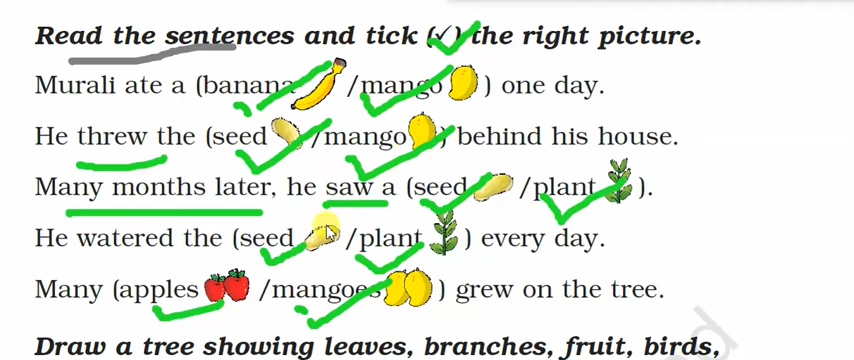 Read the sentences and tick (✓) the right picture.
Murali ate a (banana /mango ) one day.
He threw the (seed /mango ) behind his house.
Many months later, he saw a (seed /plant ).
He watered the (seed /plant ) every day.
Many (apples /mangoes ) grew on the tree.
Draw a tree showing leaves, branches, fruit, birds,